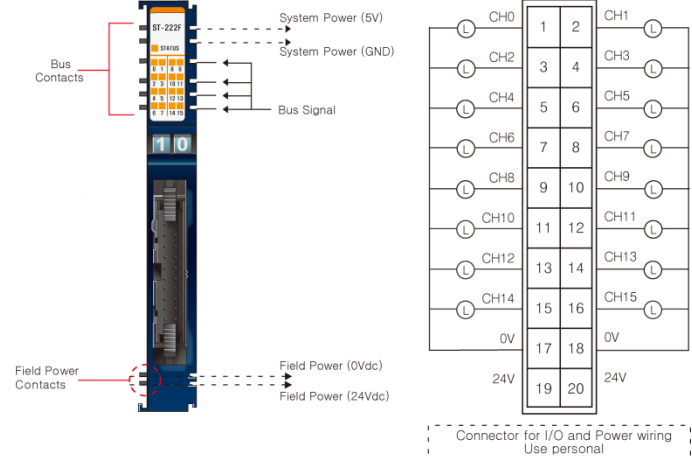 ST-222F
STATUS
0 1 8 9
2 3 10 11
4 5 12 13
6 7 14 15
10
Bus
Contacts
System Power (5V)
System Power (GND)
Bus Signal
Field Power
Contacts
Field Power (0Vdc)
Field Power (24Vdc)
L CH0 1 2 CH1 L
L CH2 3 4 CH3 L
L CH4 5 6 CH5 L
L CH6 7 8 CH7 L
L CH8 9 10 CH9 L
L CH10 11 12 CH11 L
L CH12 13 14 CH13 L
L CH14 15 16 CH15 L
0V 17 18 0V
24V 19 20 24V
Connector for I/O and Power wiring
Use personal